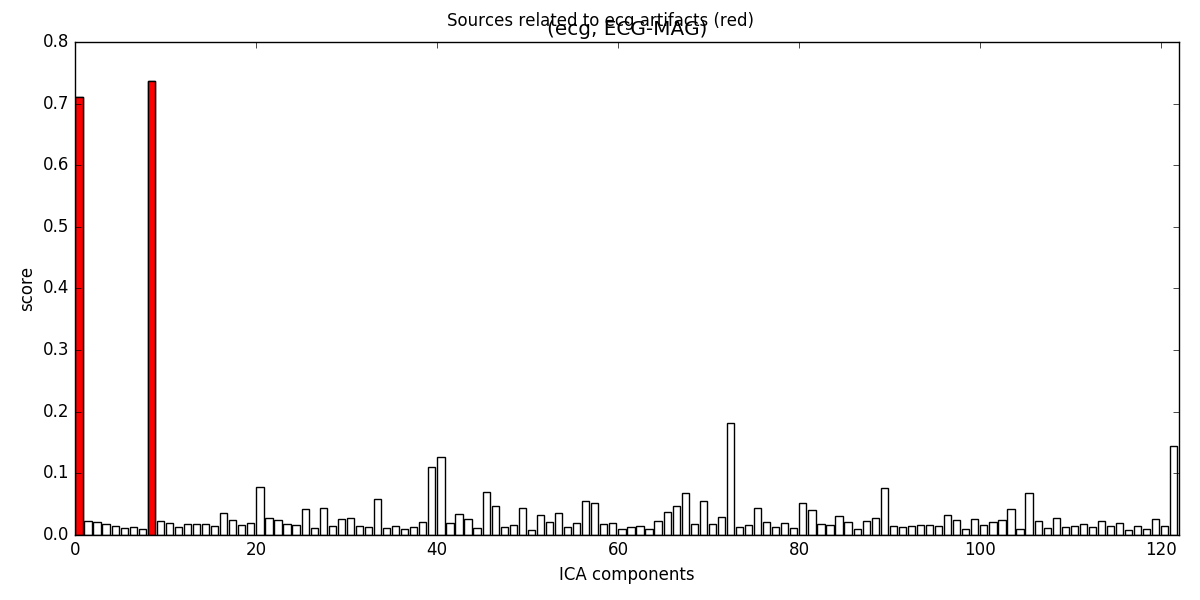 Sources related to ecg artifacts (red)
(ecg, ECG-MAG)
0.8
0.7
0.6
0.5
0.4
0.3
0.2
0.1
0.0
score
0 20 40 60 80 100 120
ICA components